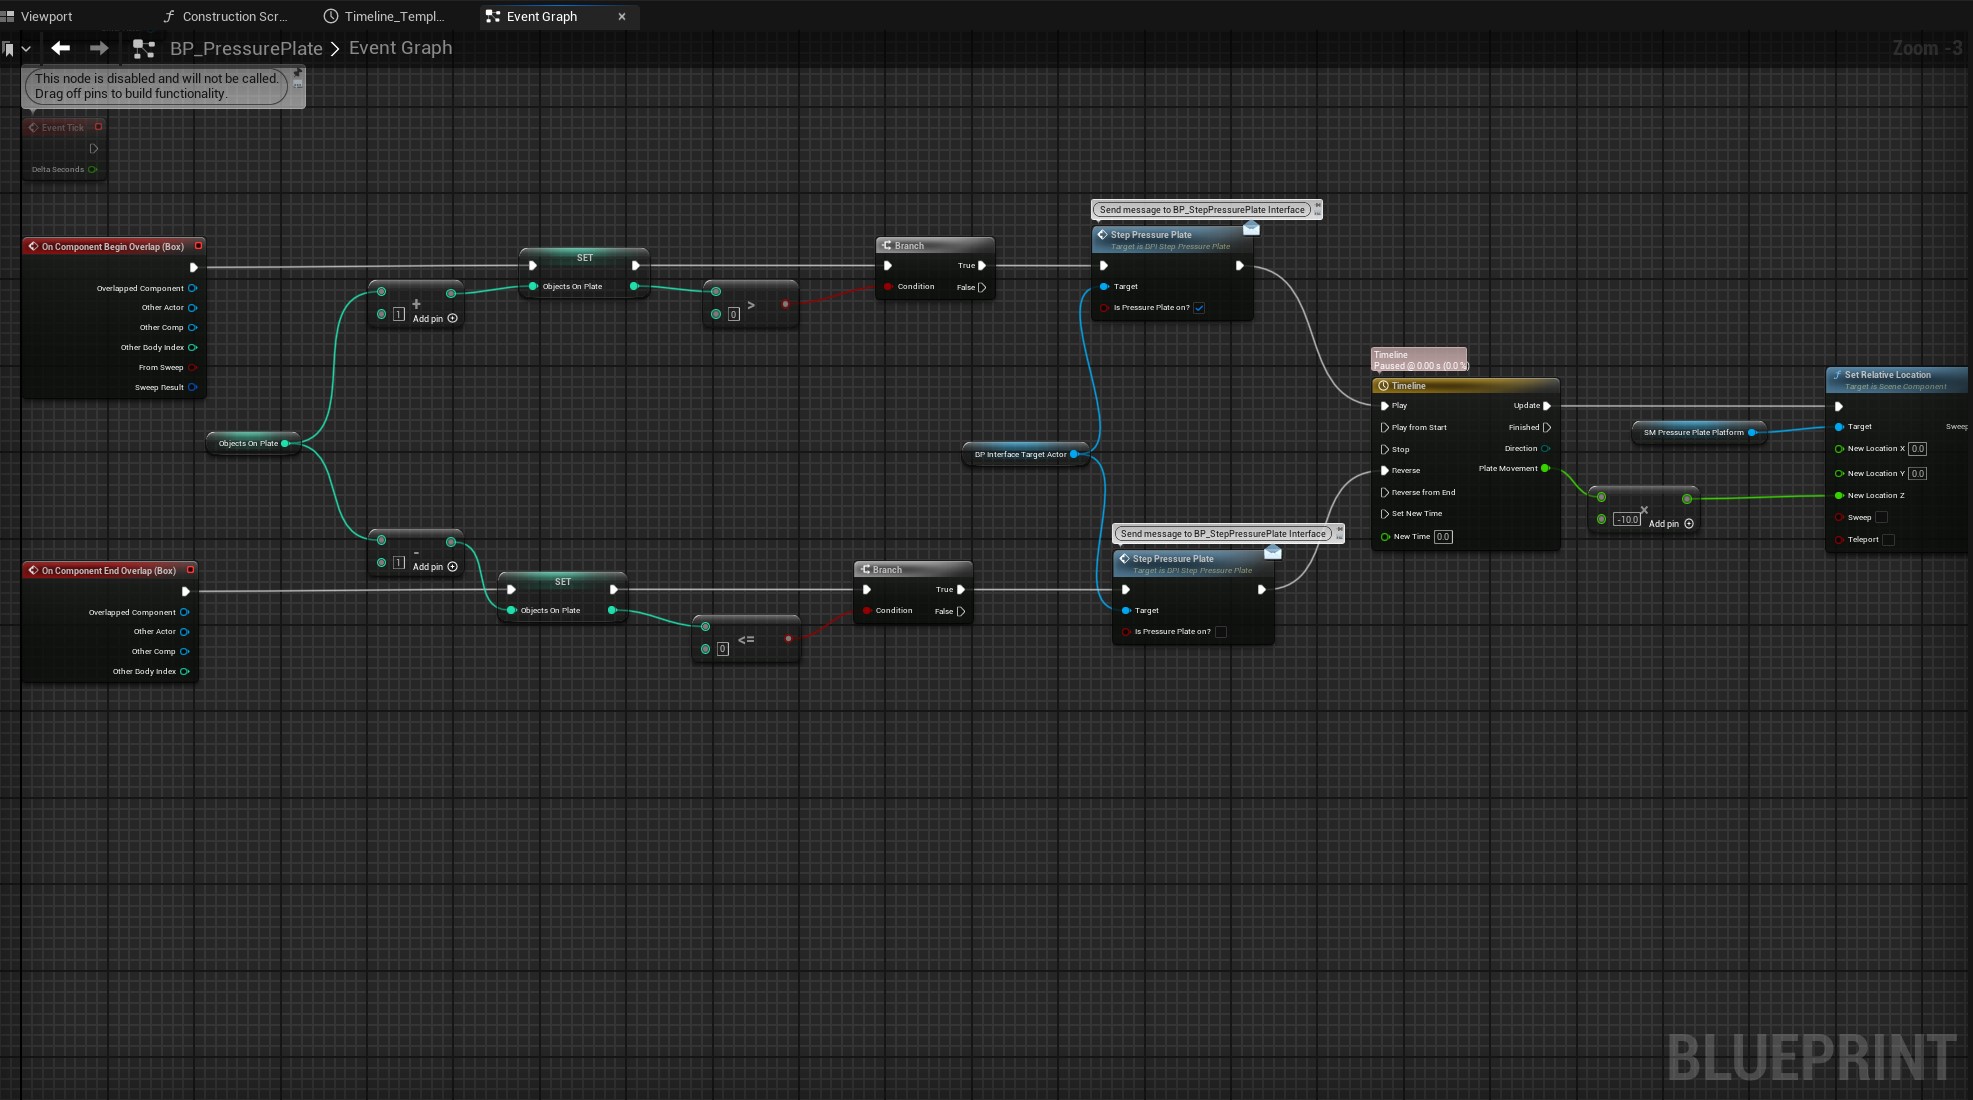 Viewport
Construction Scr...
Timeline_Templ...
Event Graph
BP_PressurePlate
Event Graph
Zoom -3
This node is disabled and will not be called.
Drag off pins to build functionality.
Event Tick
Delta Seconds
On Component Begin Overlap (Box)
Overlapped Component
Other Actor
Other Comp
Other Body Index
From Sweep
Sweep Result
Objects On Plate
+
1
Add pin
SET
Objects On Plate
>
0
Branch
True
Condition
False
Send message to BP_StepPressurePlate Interface
Step Pressure Plate
Target is BPI Step Pressure Plate
Target
Is Pressure Plate on?
BP Interface Target Actor
On Component End Overlap (Box)
Overlapped Component
Other Actor
Other Comp
Other Body Index
-
1
Add pin
SET
Objects On Plate
<=
0
Branch
True
Condition
False
Send message to BP_StepPressurePlate Interface
Step Pressure Plate
Target is BPI Step Pressure Plate
Target
Is Pressure Plate on?
Timeline
Paused @ 0.00 s (0.0 %)
Timeline
Play
Update
Play from Start
Finished
Stop
Direction
Reverse
Plate Movement
Reverse from End
Set New Time
New Time 0.0
SM Pressure Plate Platform
-10.0
×
Add pin
Set Relative Location
Target is Scene Component
Target
Sweep
New Location X 0.0
New Location Y 0.0
New Location Z
Sweep
Teleport
BLUEPRINT